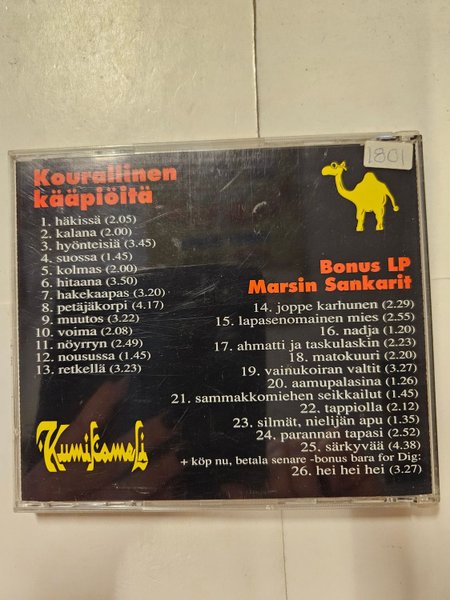 1801
Kourallinen
kääpiöitä
1. häkissä (2.05)
2. kalana (2.00)
3. hyönteisiä (3.45)
4. suossa (1.45)
5. kolmas (2.00)
6. hitaana (3.50)
7. hakekaapas (3.20)
8. petäjäkorpi (4.17)
9. muutos (3.22)
10. voima (2.08)
11. nöyrryn (2.49)
12. nousussa (1.45)
13. retkellä (3.23)
Kumikameli
Bonus LP
Marsin Sankarit
14. joppe karhunen (2.29)
15. lapasenomainen mies (2.55)
16. nadja (1.20)
17. ahmatti ja taskulaskin (2.23)
18. matokuuri (2.20)
19. vainukoiran valtit (3.27)
20. aamupalasina (1.26)
21. sammakkomiehen seikkailut (1.45)
22. tappiolla (2.12)
23. silmät, nielijän apu (1.35)
24. parannan tapasi (2.52)
25. särkyvää (4.38)
+ köp nu, betala senare -bonus bara for Dig:
26. hei hei hei (3.27)